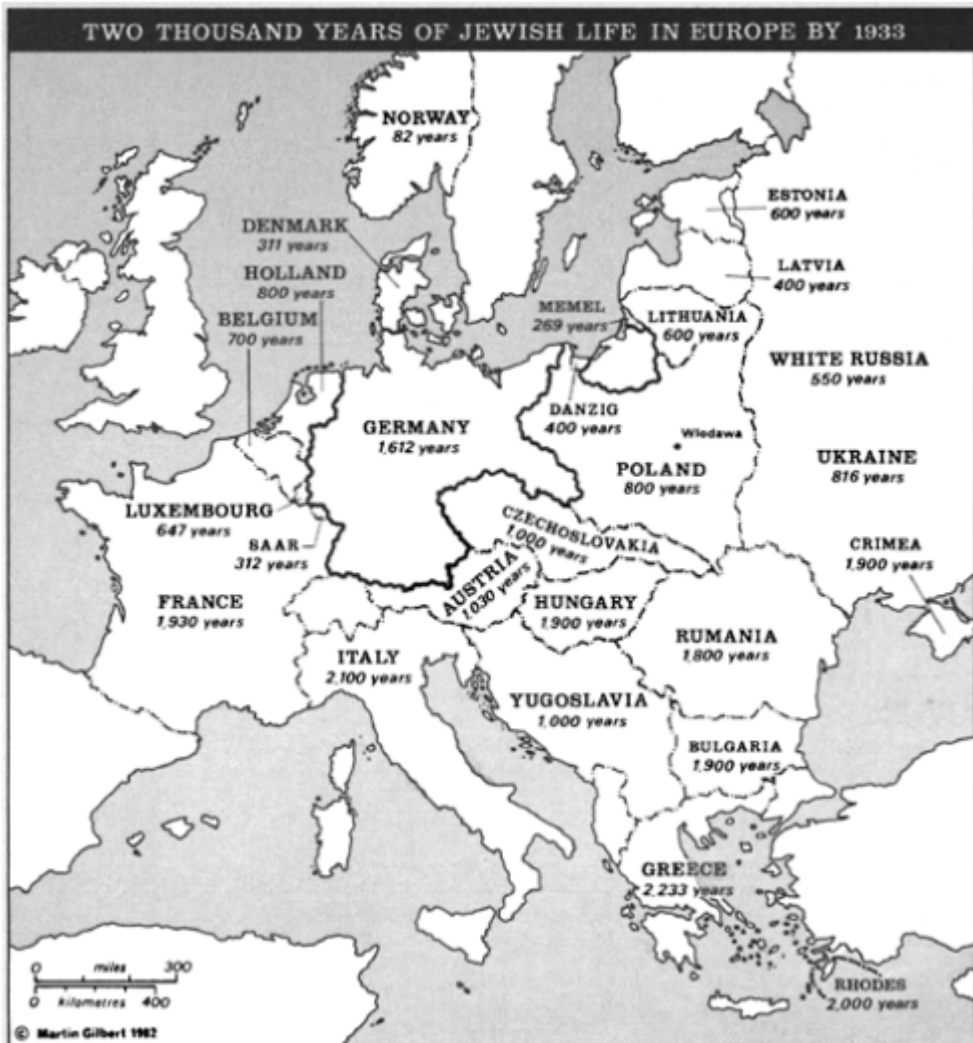 TWO THOUSAND YEARS OF JEWISH LIFE IN EUROPE BY 1933
NORWAY
82 years
ESTONIA
600 years
DENMARK
311 years
HOLLAND
800 years
LATVIA
400 years
BELGIUM
700 years
MEMEL
269 years
LITHUANIA
600 years
WHITE RUSSIA
550 years
DANZIG
400 years
GERMANY
1,612 years
Wlodawa
POLAND
800 years
UKRAINE
816 years
LUXEMBOURG
647 years
SAAR
312 years
CZECHOSLOVAKIA
1,000 years
CRIMEA
1,900 years
AUSTRIA
1,030 years
FRANCE
1,930 years
HUNGARY
1,900 years
RUMANIA
1,800 years
ITALY
2,100 years
YUGOSLAVIA
1,000 years
BULGARIA
1,900 years
GREECE
2,233 years
RHODES
2,000 years
0 miles 300
0 kilometres 400
© Martin Gilbert 1982